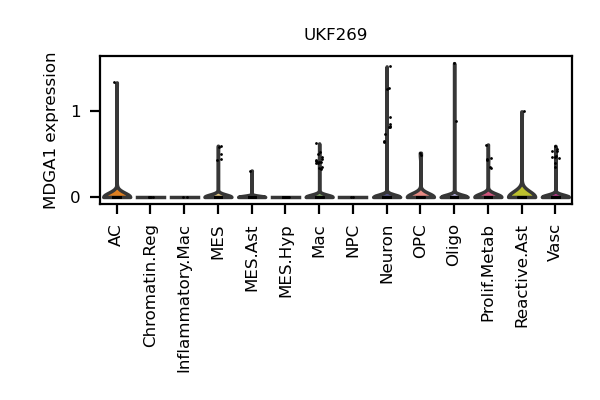 UKF269
MDGA1 expression
1
0
AC
Chromatin.Reg
Inflammatory.Mac
MES
MES.Ast
MES.Hyp
Mac
NPC
Neuron
OPC
Oligo
Prolif.Metab
Reactive.Ast
Vasc